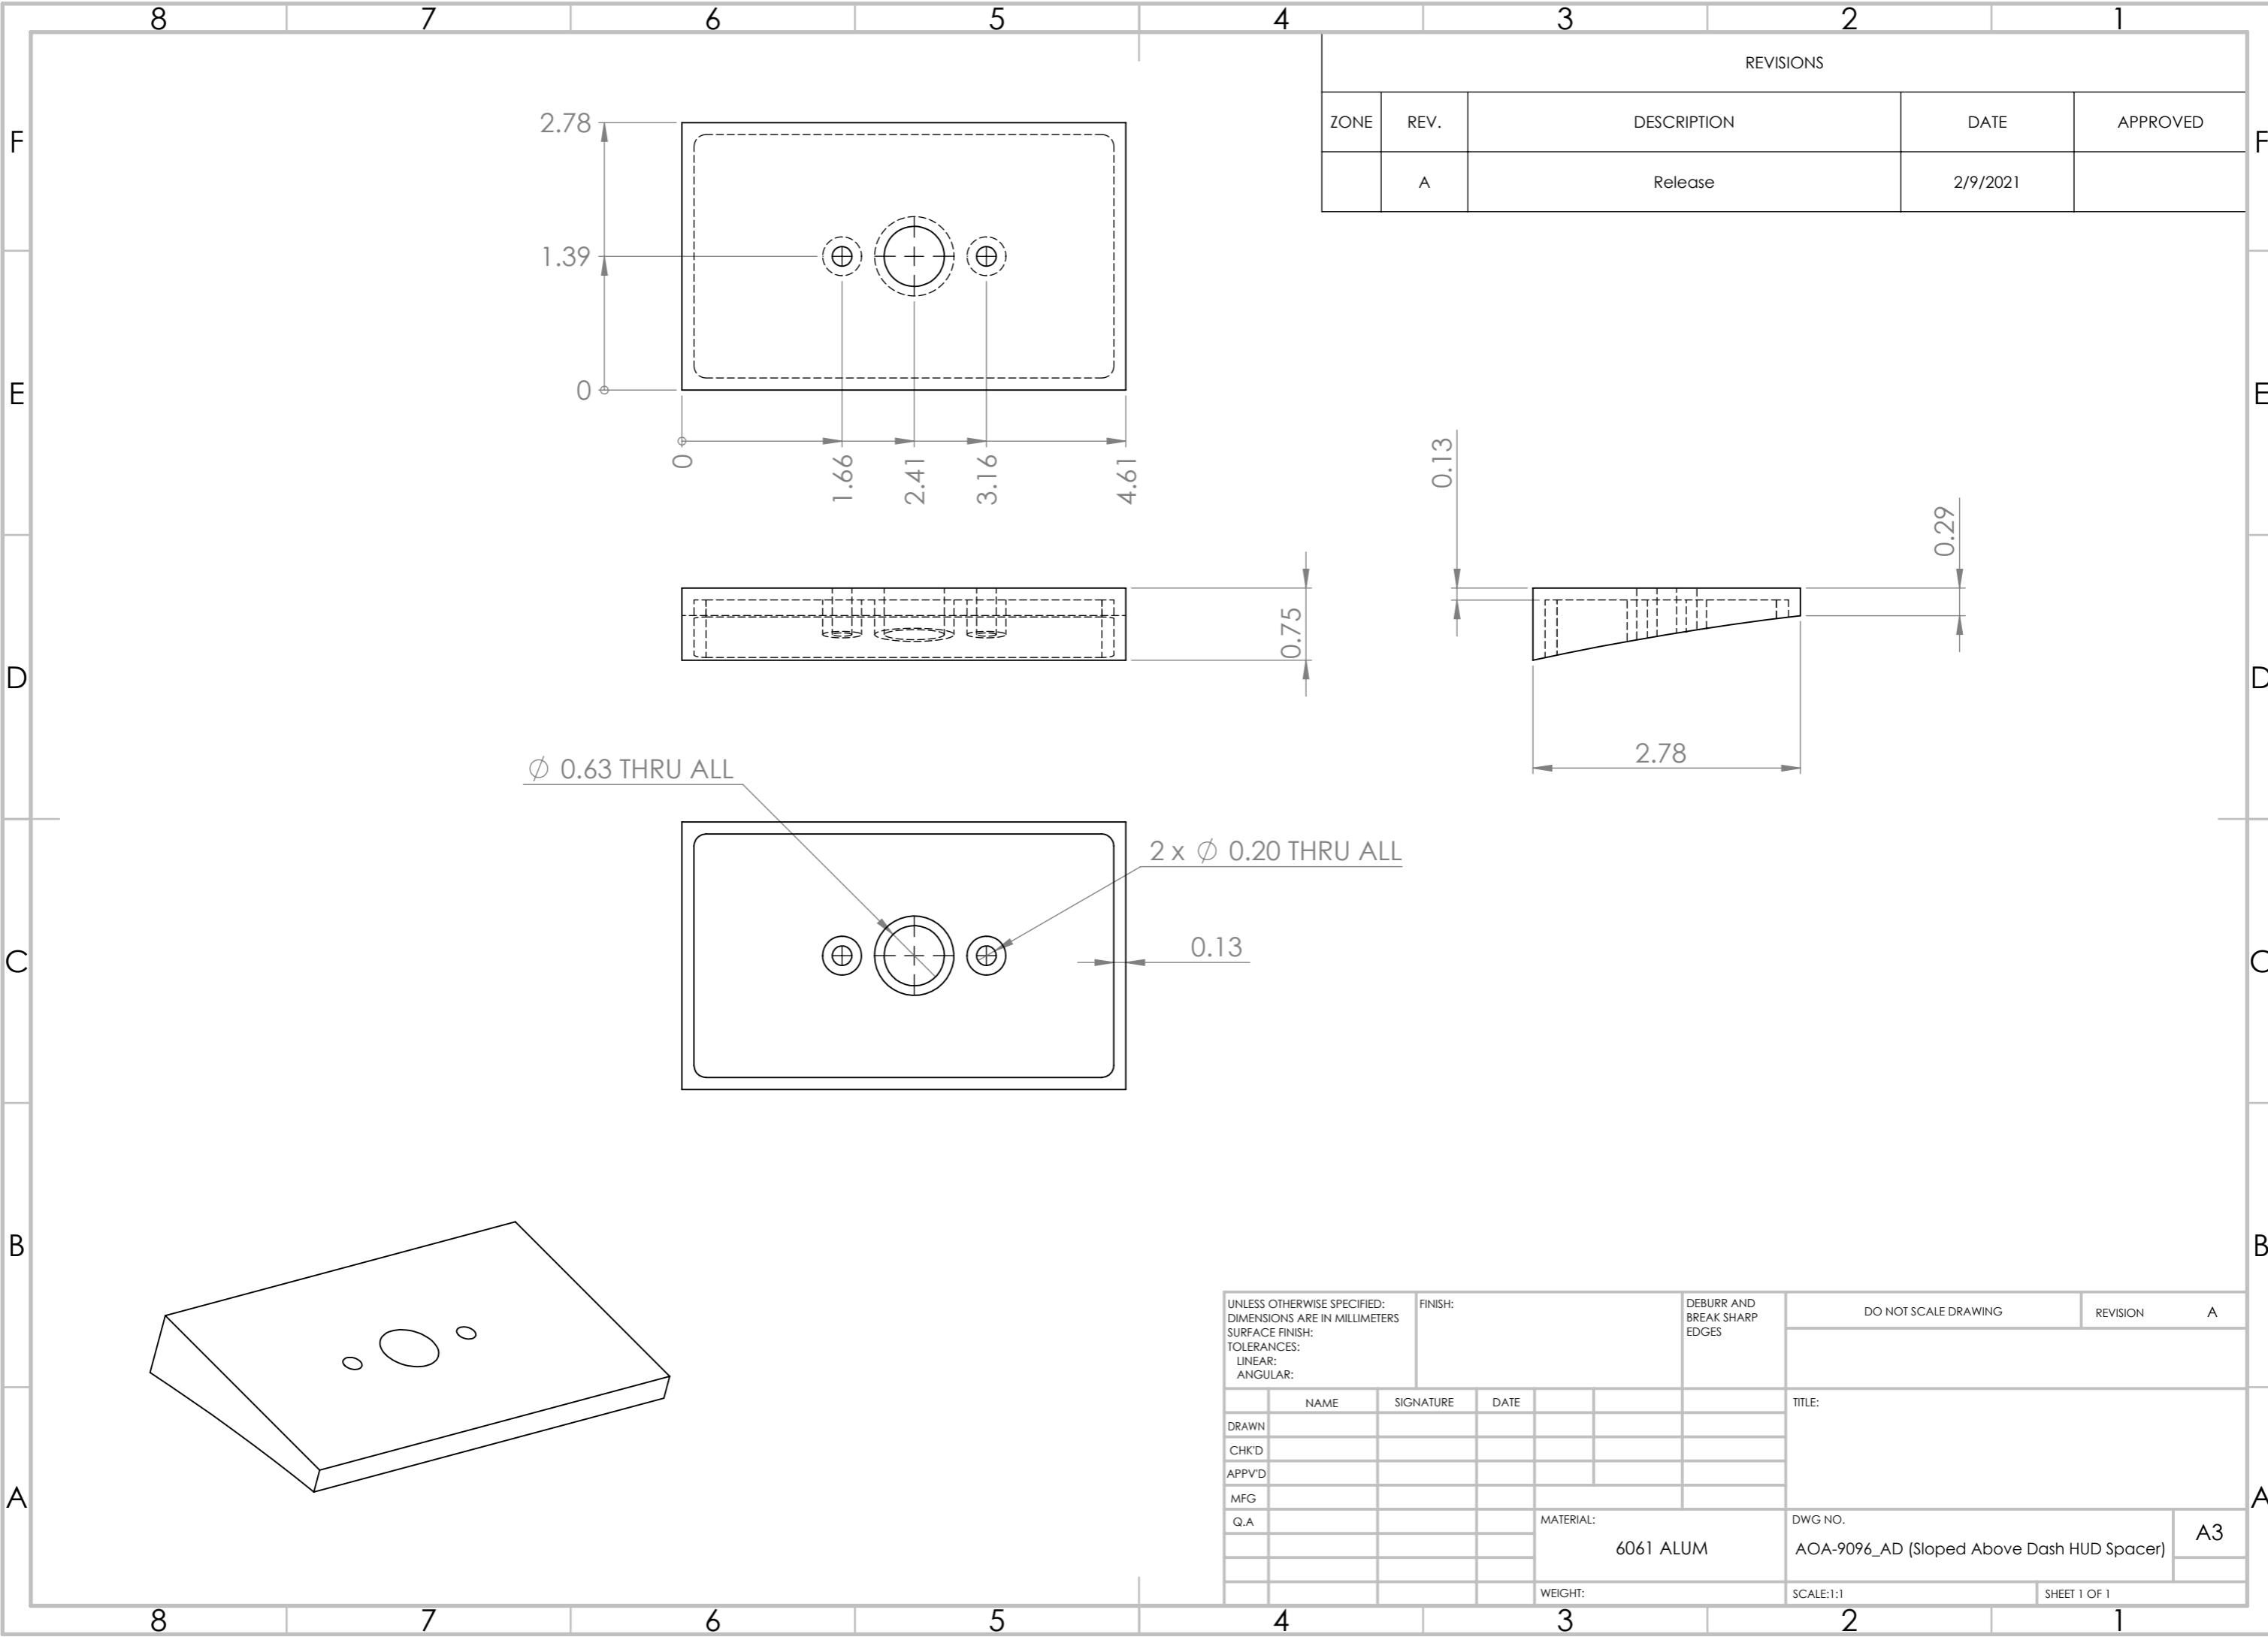 8 7 6 5 4 3 2 1
REVISIONS
ZONE REV. DESCRIPTION DATE APPROVED
A Release 2/9/2021
F F
2.78
1.39
0
E E
0 1.66 2.41 3.16 4.61
0.13
0.29
0.75
D D
2.78
Ø 0.63 THRU ALL
2 x Ø 0.20 THRU ALL
0.13
C C
B B
UNLESS OTHERWISE SPECIFIED:
DIMENSIONS ARE IN MILLIMETERS
SURFACE FINISH:
TOLERANCES:
LINEAR:
ANGULAR:
FINISH:
DEBURR AND
BREAK SHARP
EDGES
DO NOT SCALE DRAWING
REVISION A
NAME SIGNATURE DATE
TITLE:
DRAWN
CHK'D
APPV'D
MFG
Q.A
A A
MATERIAL:
6061 ALUM
DWG NO.
AOA-9096_AD (Sloped Above Dash HUD Spacer)
A3
WEIGHT:
SCALE:1:1
SHEET 1 OF 1
8 7 6 5 4 3 2 1